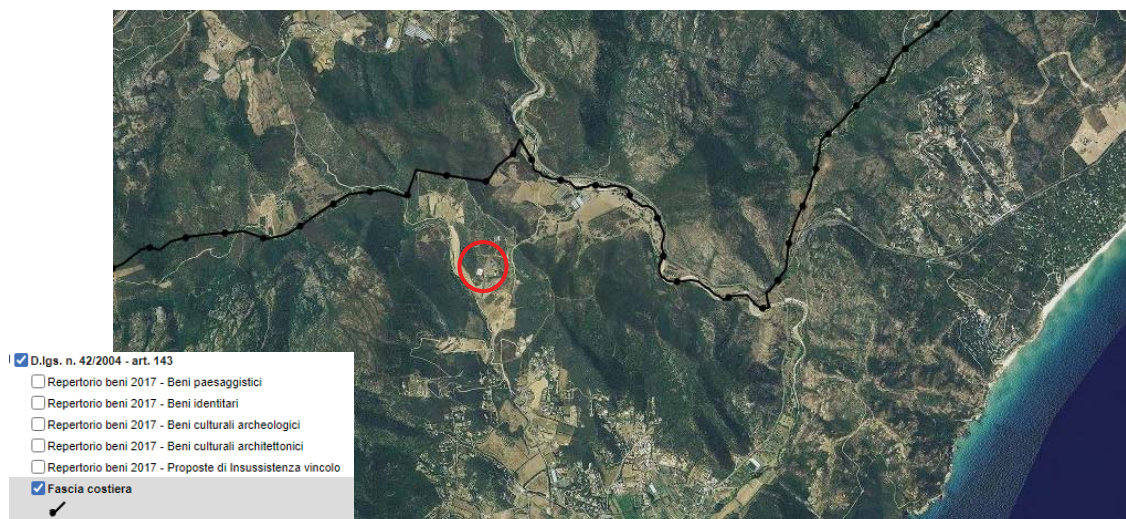 D.lgs. n. 42/2004 - art. 143
Repertorio beni 2017 - Beni paesaggistici
Repertorio beni 2017 - Beni identitari
Repertorio beni 2017 - Beni culturali archeologici
Repertorio beni 2017 - Beni culturali architettonici
Repertorio beni 2017 - Proposte di Insussistenza vincolo
Fascia costiera